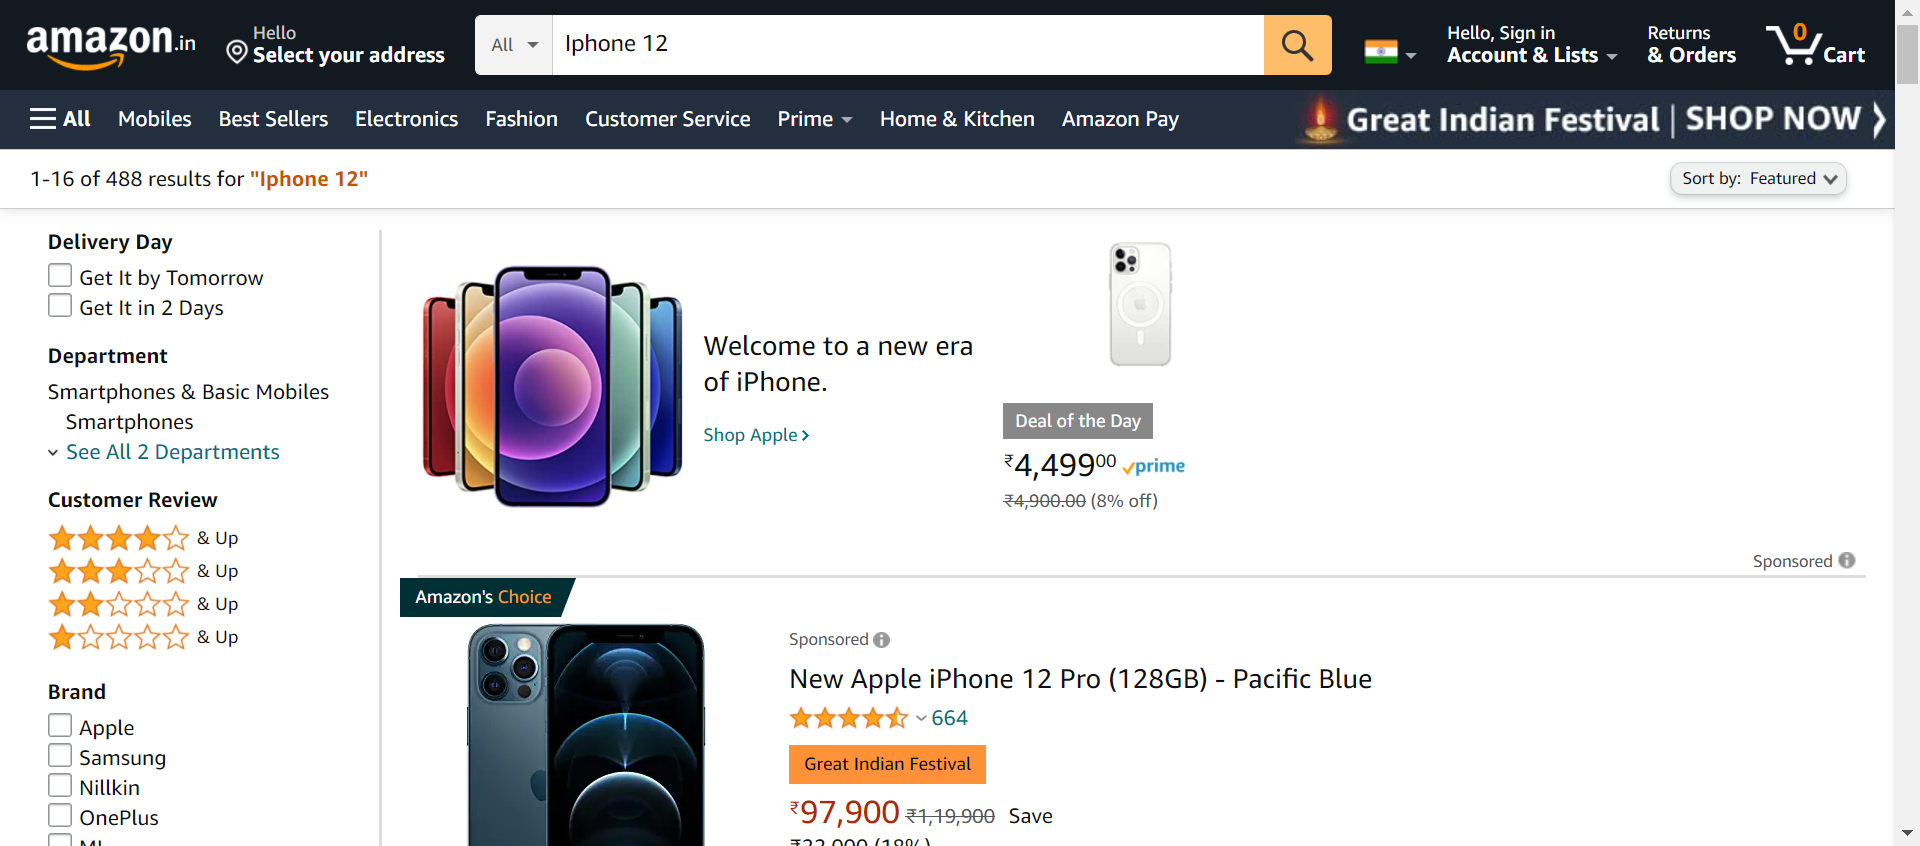 amazon.in
Hello
Select your address
All
Iphone 12
Hello, Sign in
Account & Lists
Returns
& Orders
0
Cart
All
Mobiles
Best Sellers
Electronics
Fashion
Customer Service
Prime
Home & Kitchen
Amazon Pay
Great Indian Festival | SHOP NOW
1-16 of 488 results for "Iphone 12"
Sort by: Featured
Delivery Day
Get It by Tomorrow
Get It in 2 Days
Department
Smartphones & Basic Mobiles
Smartphones
See All 2 Departments
Customer Review
& Up
& Up
& Up
& Up
Brand
Apple
Samsung
Nillkin
OnePlus
Welcome to a new era
of iPhone.
Shop Apple
Deal of the Day
₹4,49900 prime
₹4,900.00 (8% off)
Sponsored
Amazon's Choice
Sponsored
New Apple iPhone 12 Pro (128GB) - Pacific Blue
664
Great Indian Festival
₹97,900 ₹1,19,900 Save